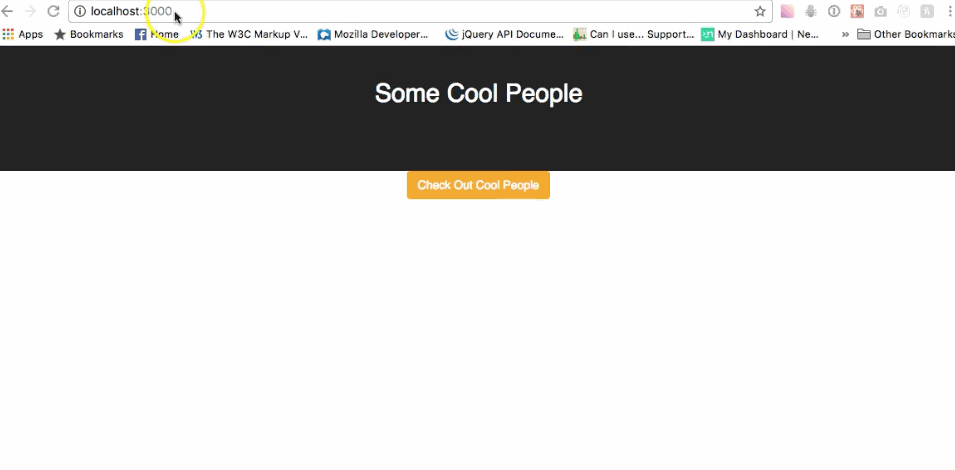 localhost:3000
Apps Bookmarks Home The W3C Markup V... Mozilla Developer... jQuery API Docume... Can I use... Support... My Dashboard | Ne... » Other Bookmarks
Some Cool People
Check Out Cool People